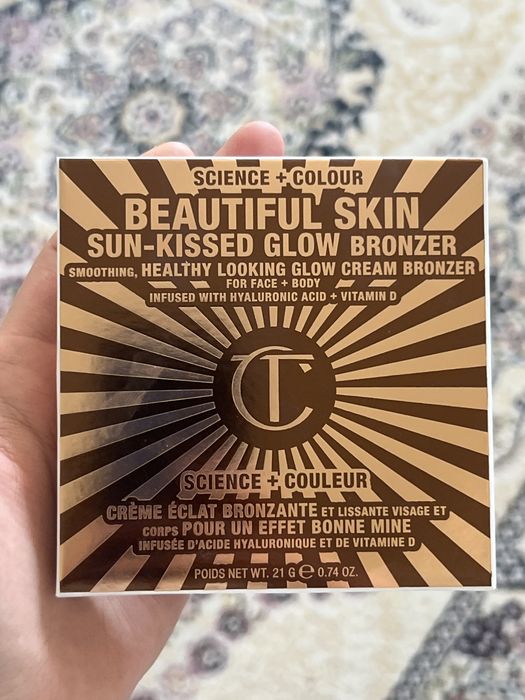 SCIENCE + COLOUR
BEAUTIFUL SKIN
SUN-KISSED GLOW BRONZER
SMOOTHING, HEALTHY LOOKING GLOW CREAM BRONZER
FOR FACE + BODY
INFUSED WITH HYALURONIC ACID + VITAMIN D
CT
SCIENCE + COULEUR
CRÈME ÉCLAT BRONZANTE ET LISSANTE VISAGE ET
CORPS POUR UN EFFET BONNE MINE
INFUSÉE D'ACIDE HYALURONIQUE ET DE VITAMINE D
POIDS NET WT. 21 G ℮ 0.74 OZ.